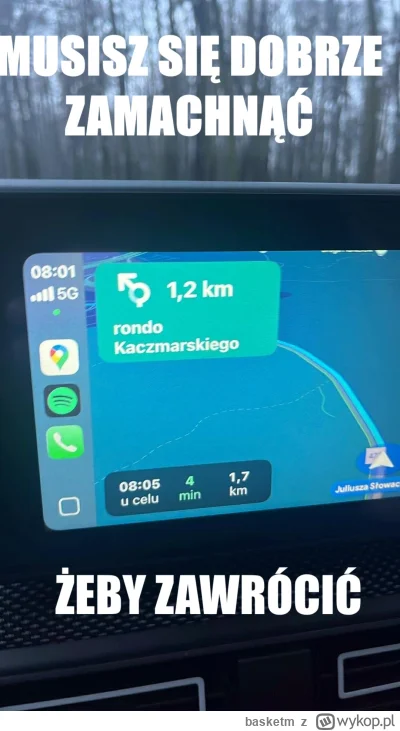 MUSISZ SIĘ DOBRZE
ZAMACHNĄĆ
08:01
5G
1,2 km
rondo
Kaczmarskiego
08:05 4 1,7
u celu min km
Juliusza Słowac
ŻEBY ZAWRÓCIĆ
basketm z wykop.pl